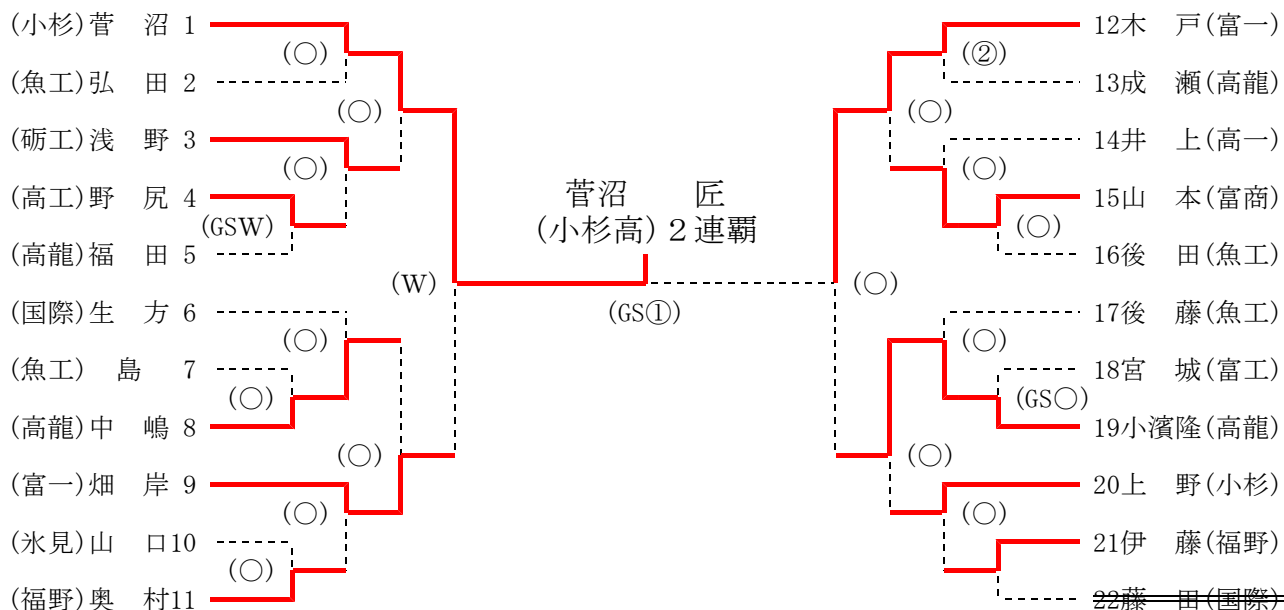 (小杉)菅　沼 1
(○)
(魚工)弘　田 2
(○)
(砺工)浅　野 3
(○)
(高工)野　尻 4
(GSW)
(高龍)福　田 5
(W)
(国際)生　方 6
(○)
(魚工)　島　 7
(○)
(高龍)中　嶋 8
(○)
(富一)畑　岸 9
(○)
(氷見)山　口10
(○)
(福野)奥　村11
菅沼　　匠
(小杉高)２連覇
(GS①)
12木　戸(富一)
(②)
13成　瀬(高龍)
(○)
14井　上(高一)
(○)
15山　本(富商)
(○)
16後　田(魚工)
(○)
17後　藤(魚工)
(○)
18宮　城(富工)
(GS○)
19小濱隆(高龍)
(○)
20上　野(小杉)
(○)
21伊　藤(福野)
22藤　田(国際)